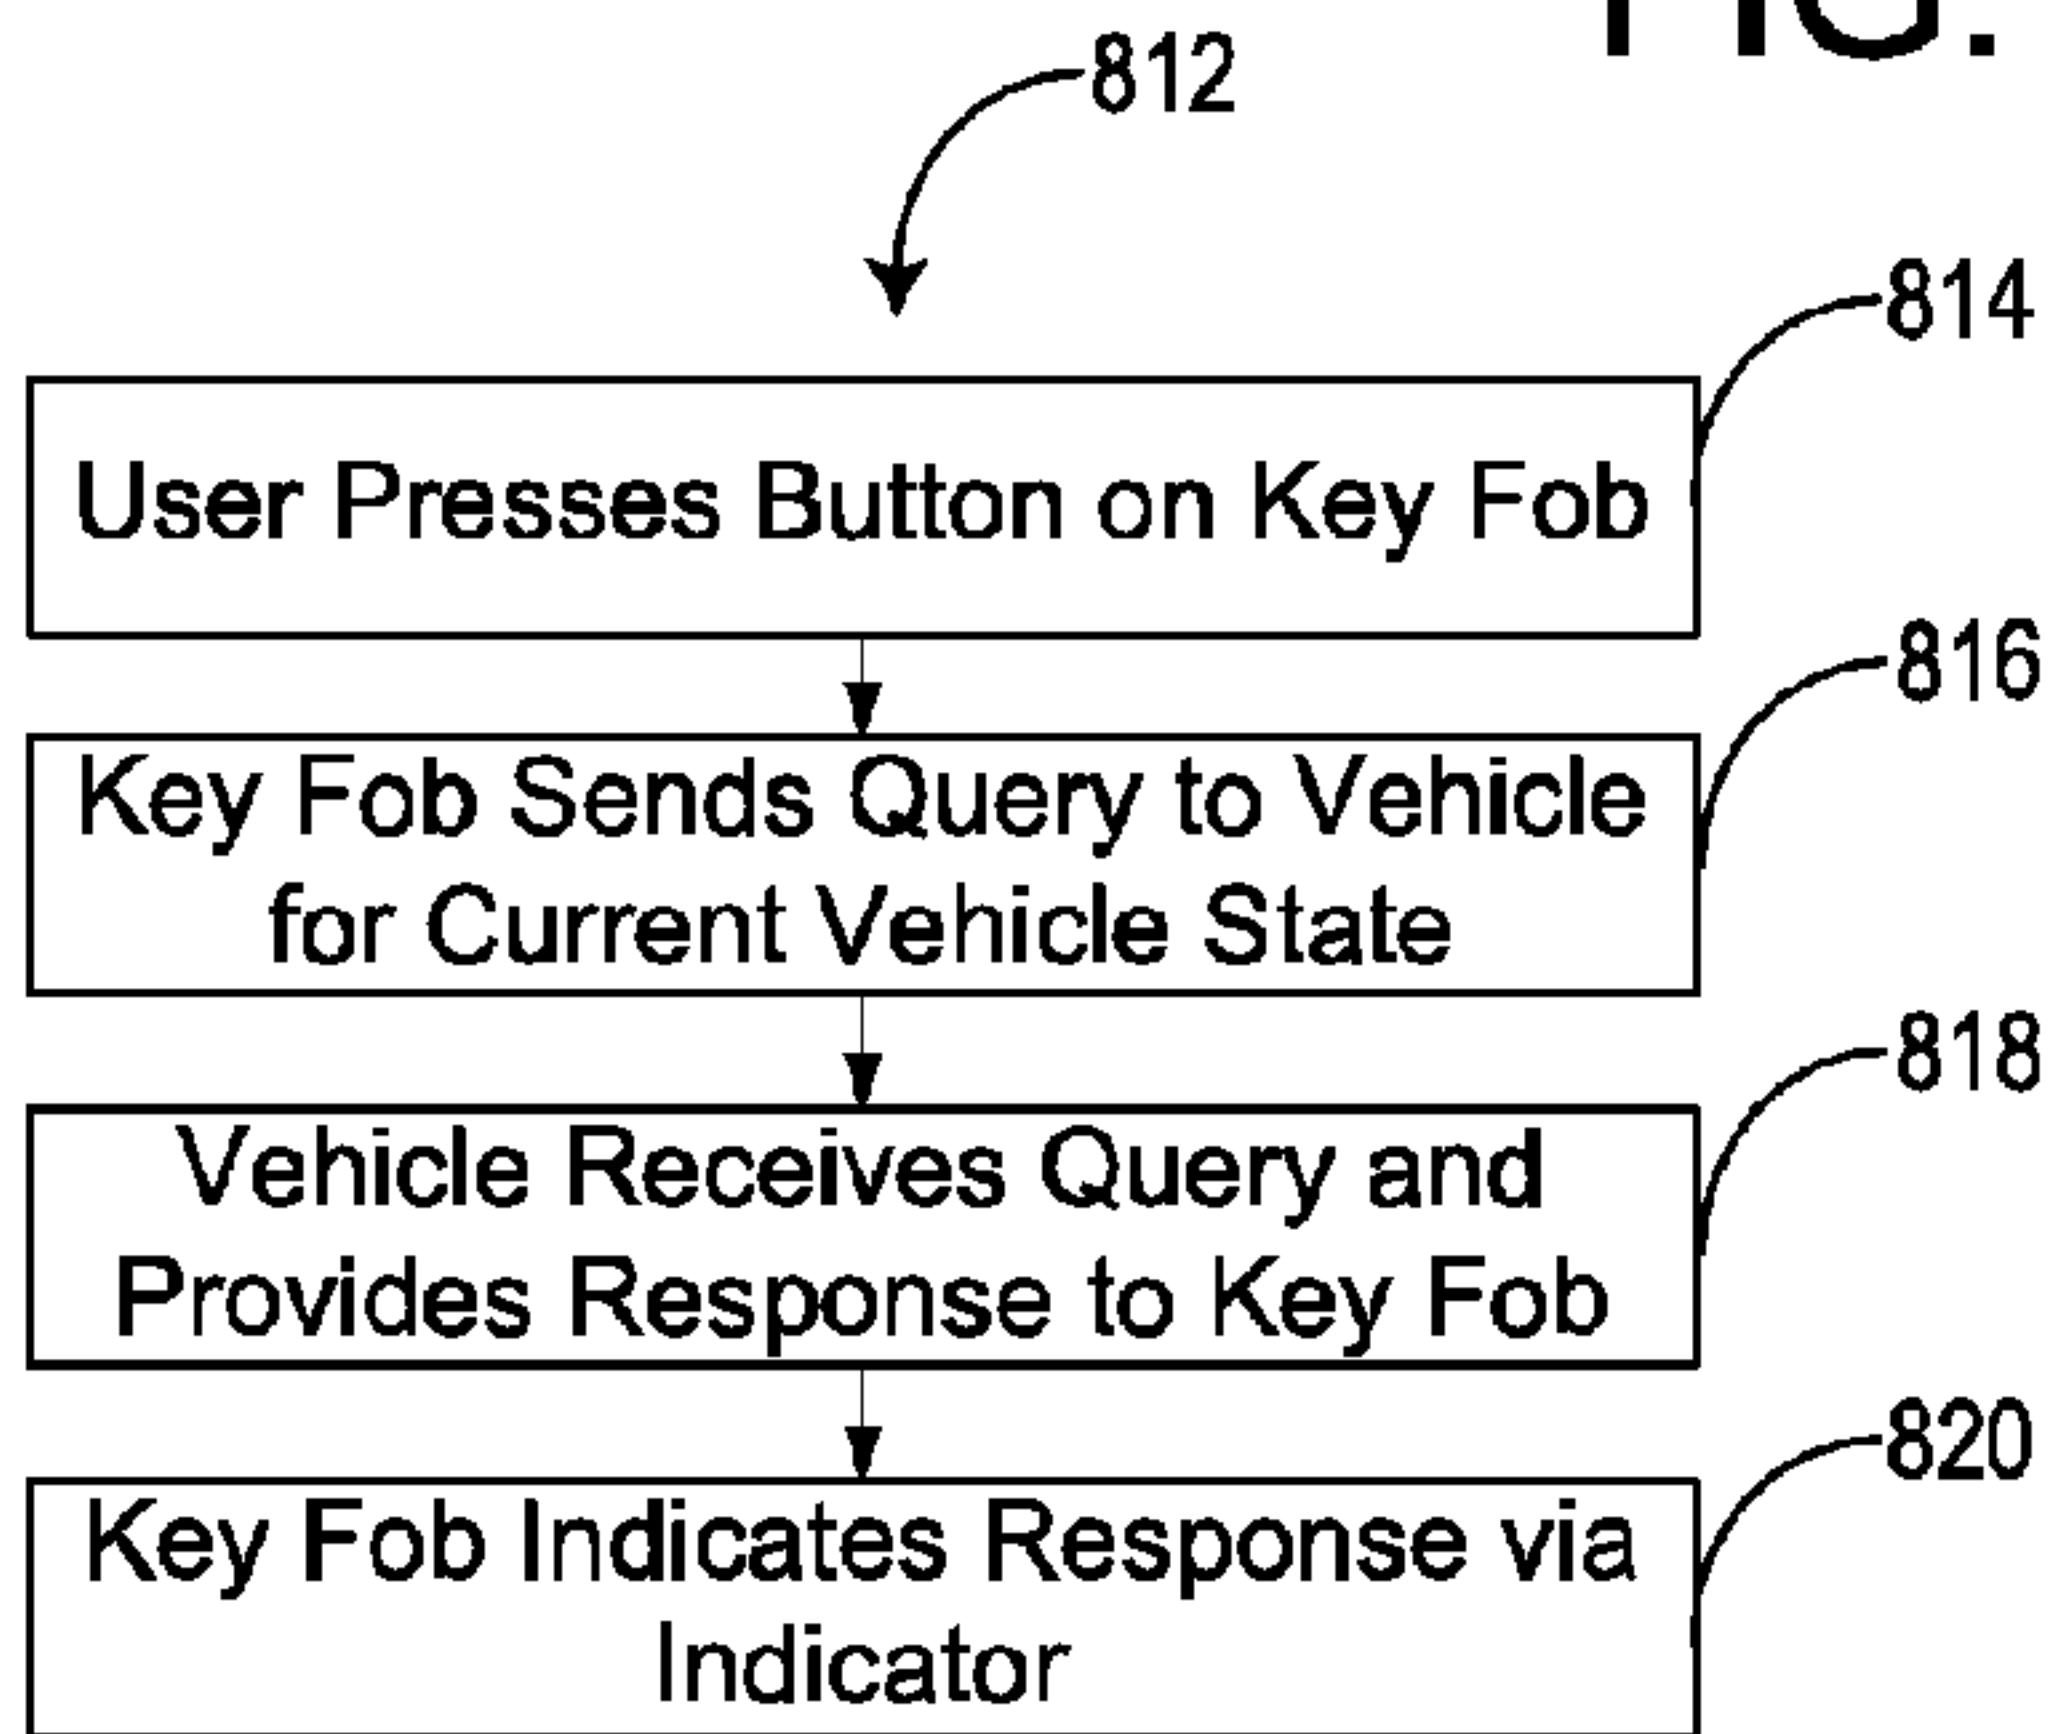 FIG.
812
814
User Presses Button on Key Fob
816
Key Fob Sends Query to Vehicle
for Current Vehicle State
818
Vehicle Receives Query and
Provides Response to Key Fob
820
Key Fob Indicates Response via
Indicator